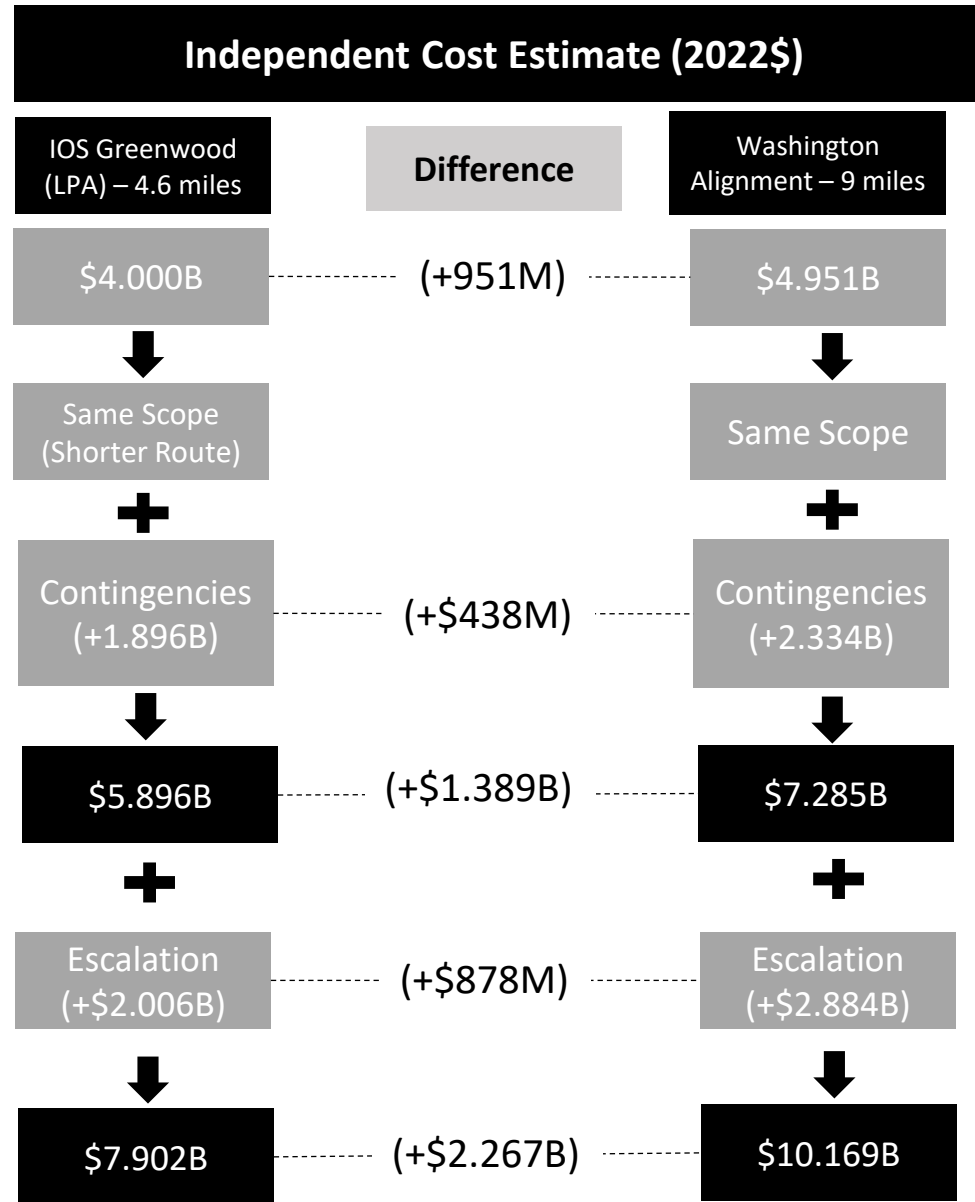 Independent Cost Estimate (2022$)
IOS Greenwood
(LPA) – 4.6 miles
Difference
Washington
Alignment – 9 miles
$4.000B
(+951M)
$4.951B
Same Scope
(Shorter Route)
Same Scope
Contingencies
(+1.896B)
(+$438M)
Contingencies
(+2.334B)
$5.896B
(+$1.389B)
$7.285B
Escalation
(+$2.006B)
(+$878M)
Escalation
(+$2.884B)
$7.902B
(+$2.267B)
$10.169B